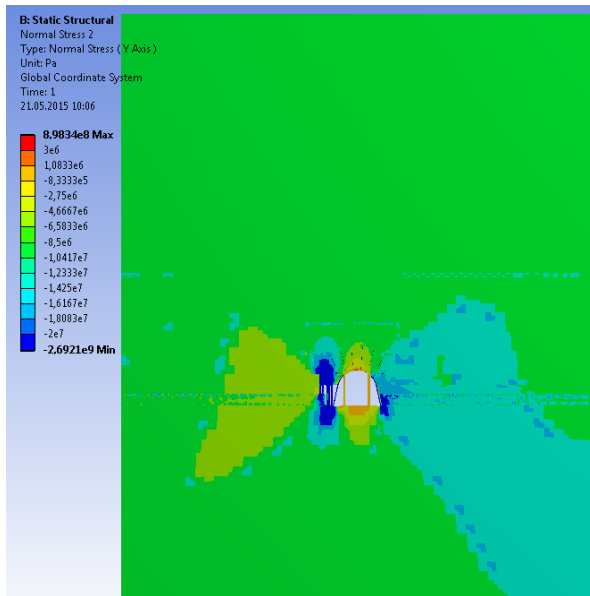 B: Static Structural
Normal Stress 2
Type: Normal Stress ( Y Axis )
Unit: Pa
Global Coordinate System
Time: 1
21.05.2015 10:06
8,9834e8 Max
3e6
1,0833e6
-8,3333e5
-2,75e6
-4,6667e6
-6,5833e6
-8,5e6
-1,0417e7
-1,2333e7
-1,425e7
-1,6167e7
-1,8083e7
-2e7
-2,6921e9 Min